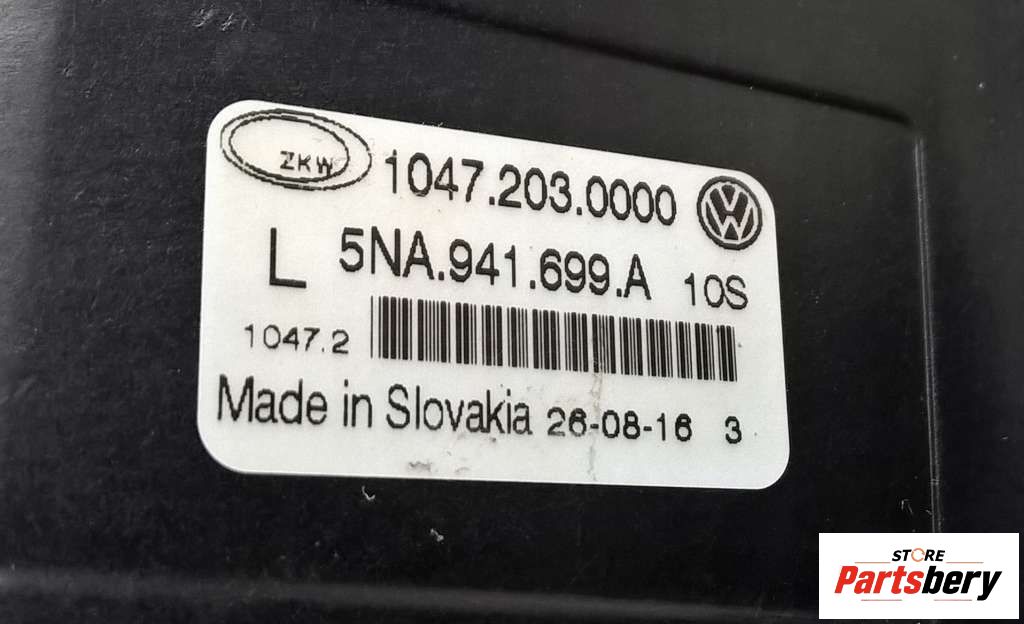 ZKW 1047.203.0000 VW
L 5NA.941.699.A 10S
1047.2
Made in Slovakia 26-08-16 3
STORE
Partsbery